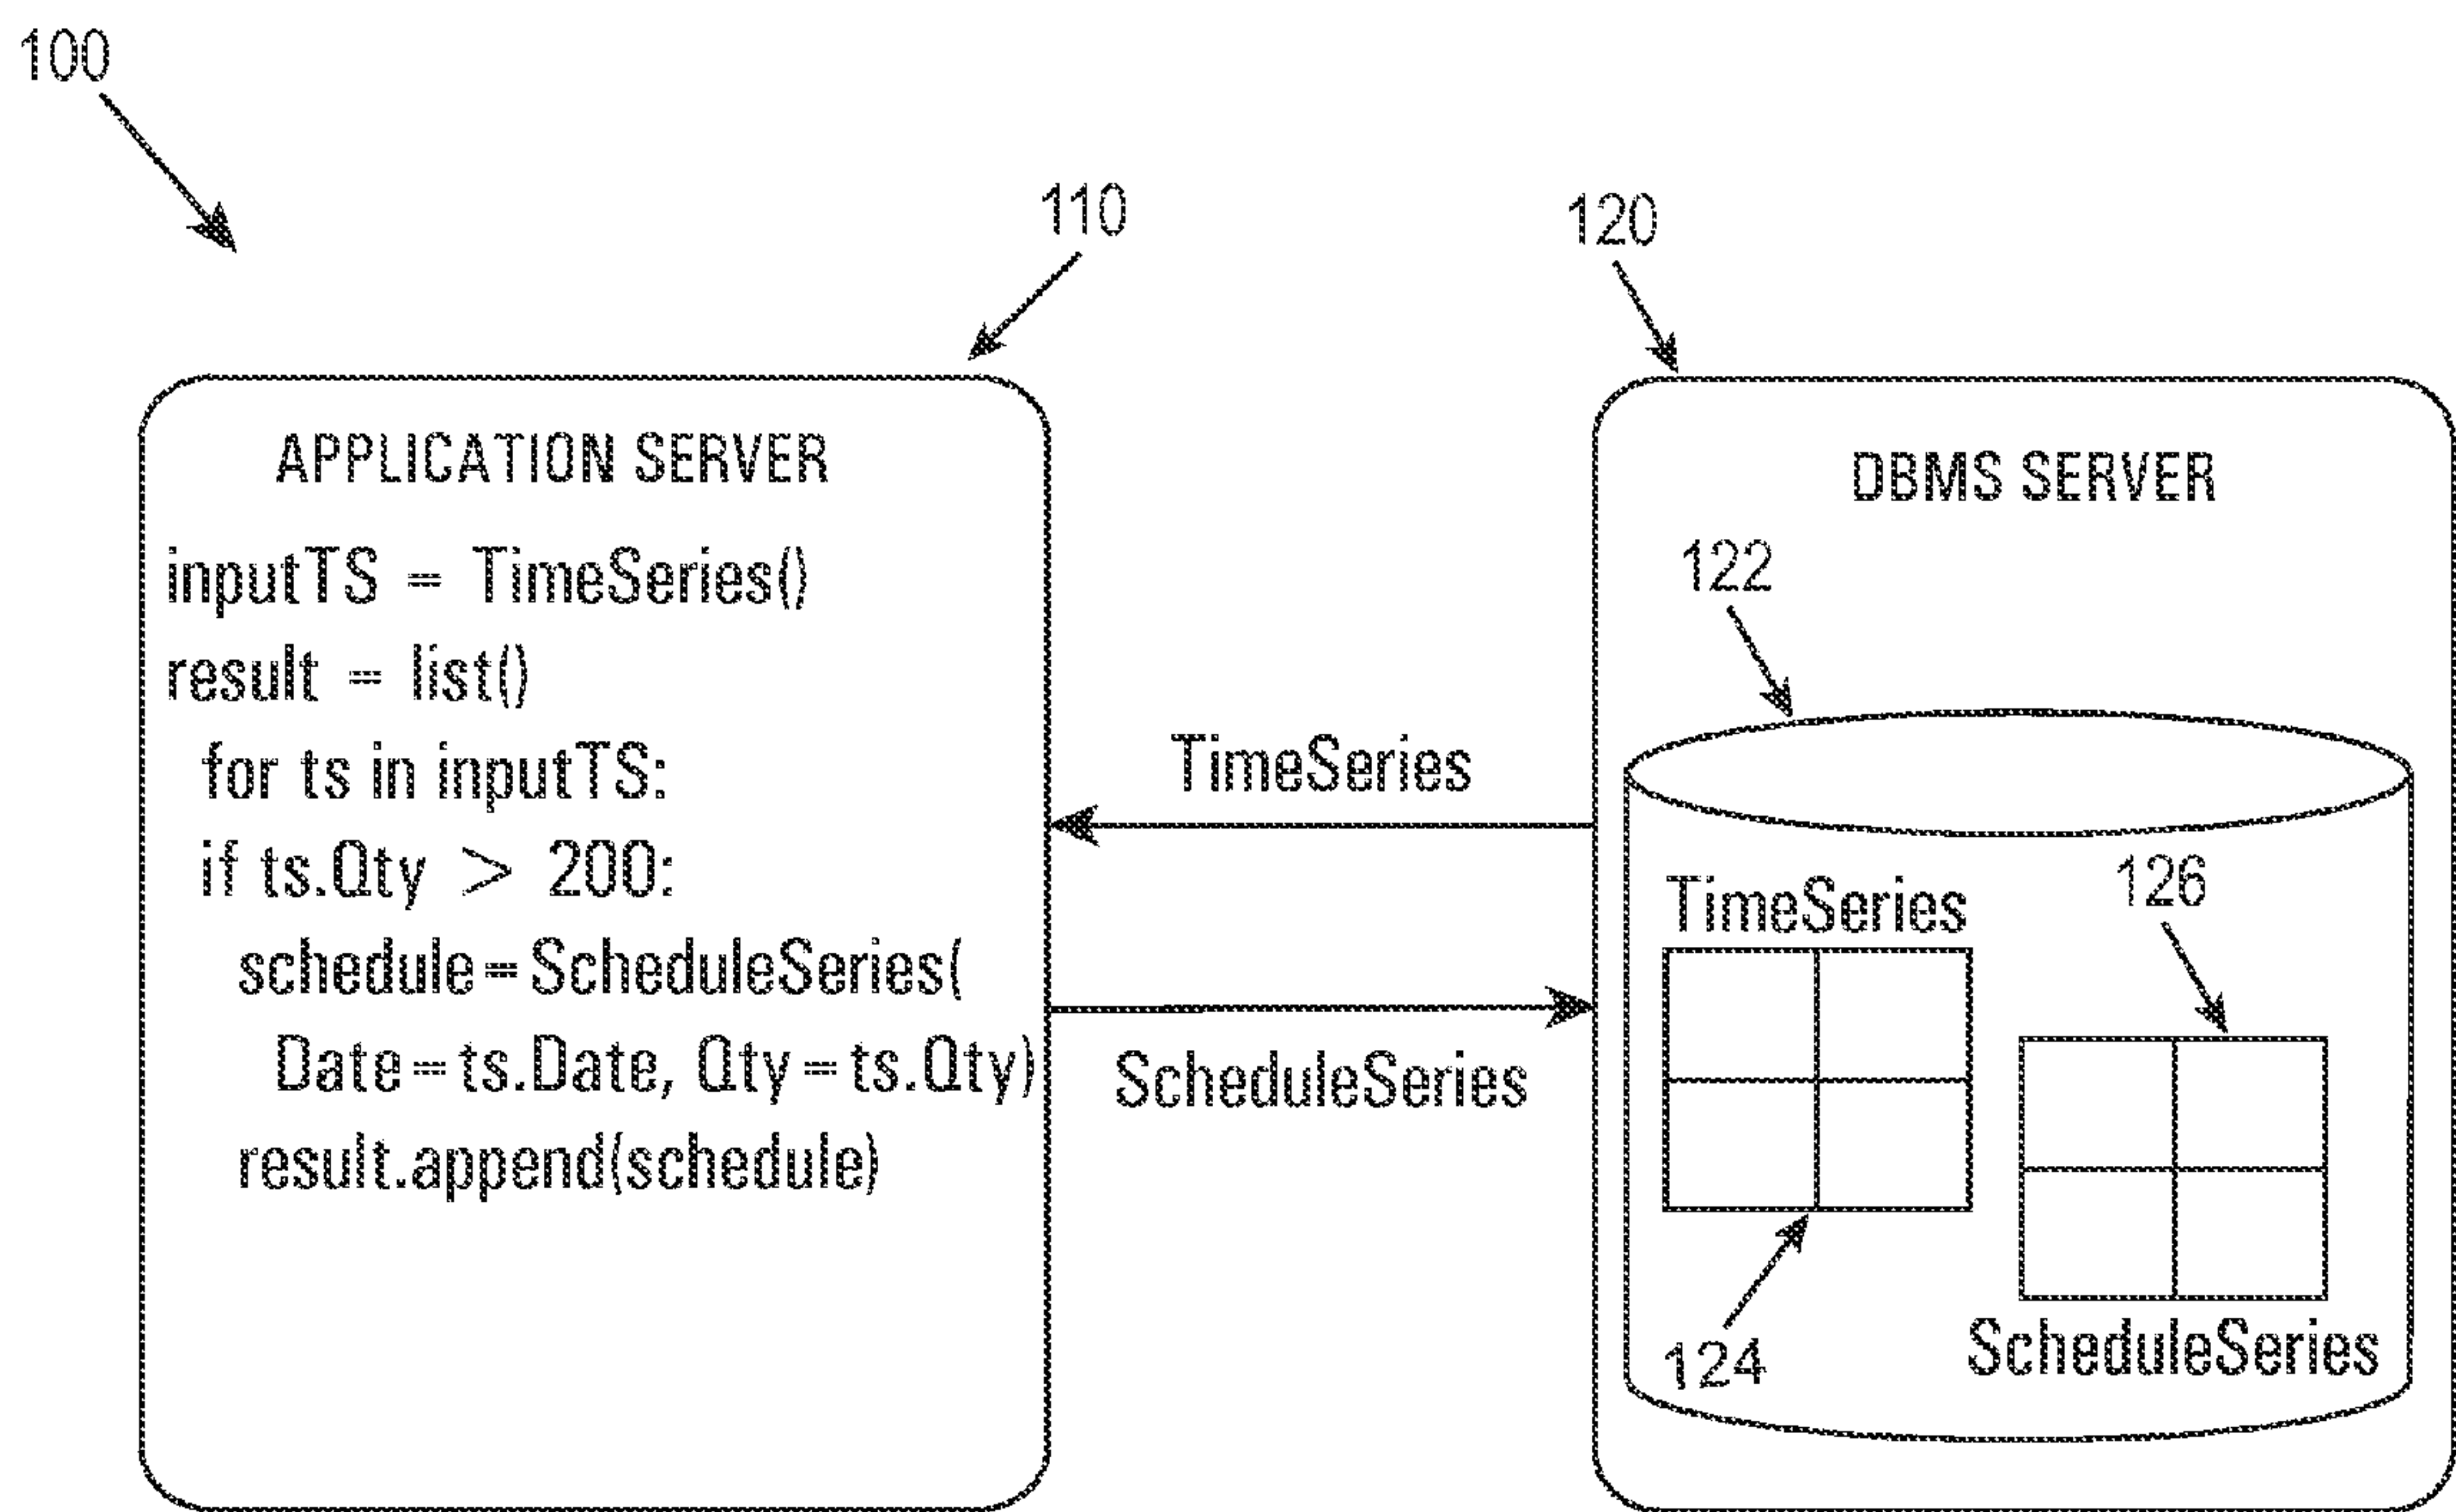 100
110
120
APPLICATION SERVER
inputTS = TimeSeries()
result = list()
for ts in inputTS:
if ts.Qty > 200:
schedule=ScheduleSeries(
Date=ts.Date, Qty=ts.Qty)
result.append(schedule)
TimeSeries
ScheduleSeries
DBMS SERVER
122
TimeSeries
126
124
ScheduleSeries